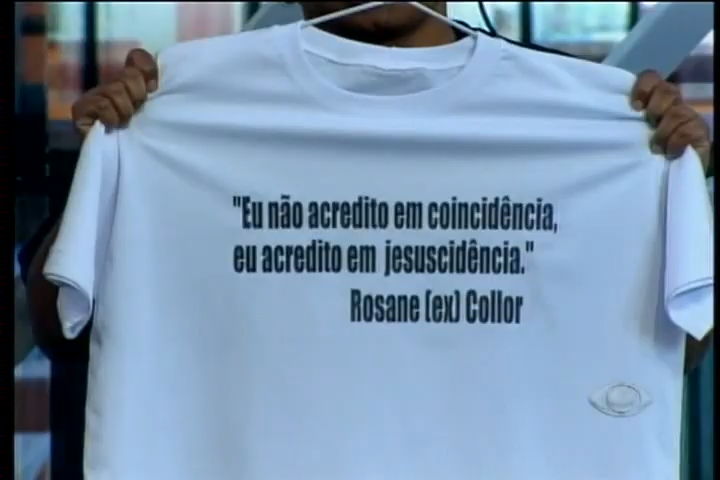 "Eu não acredito em coincidência,
eu acredito em jesuscidência."
Rosane (ex) Collor